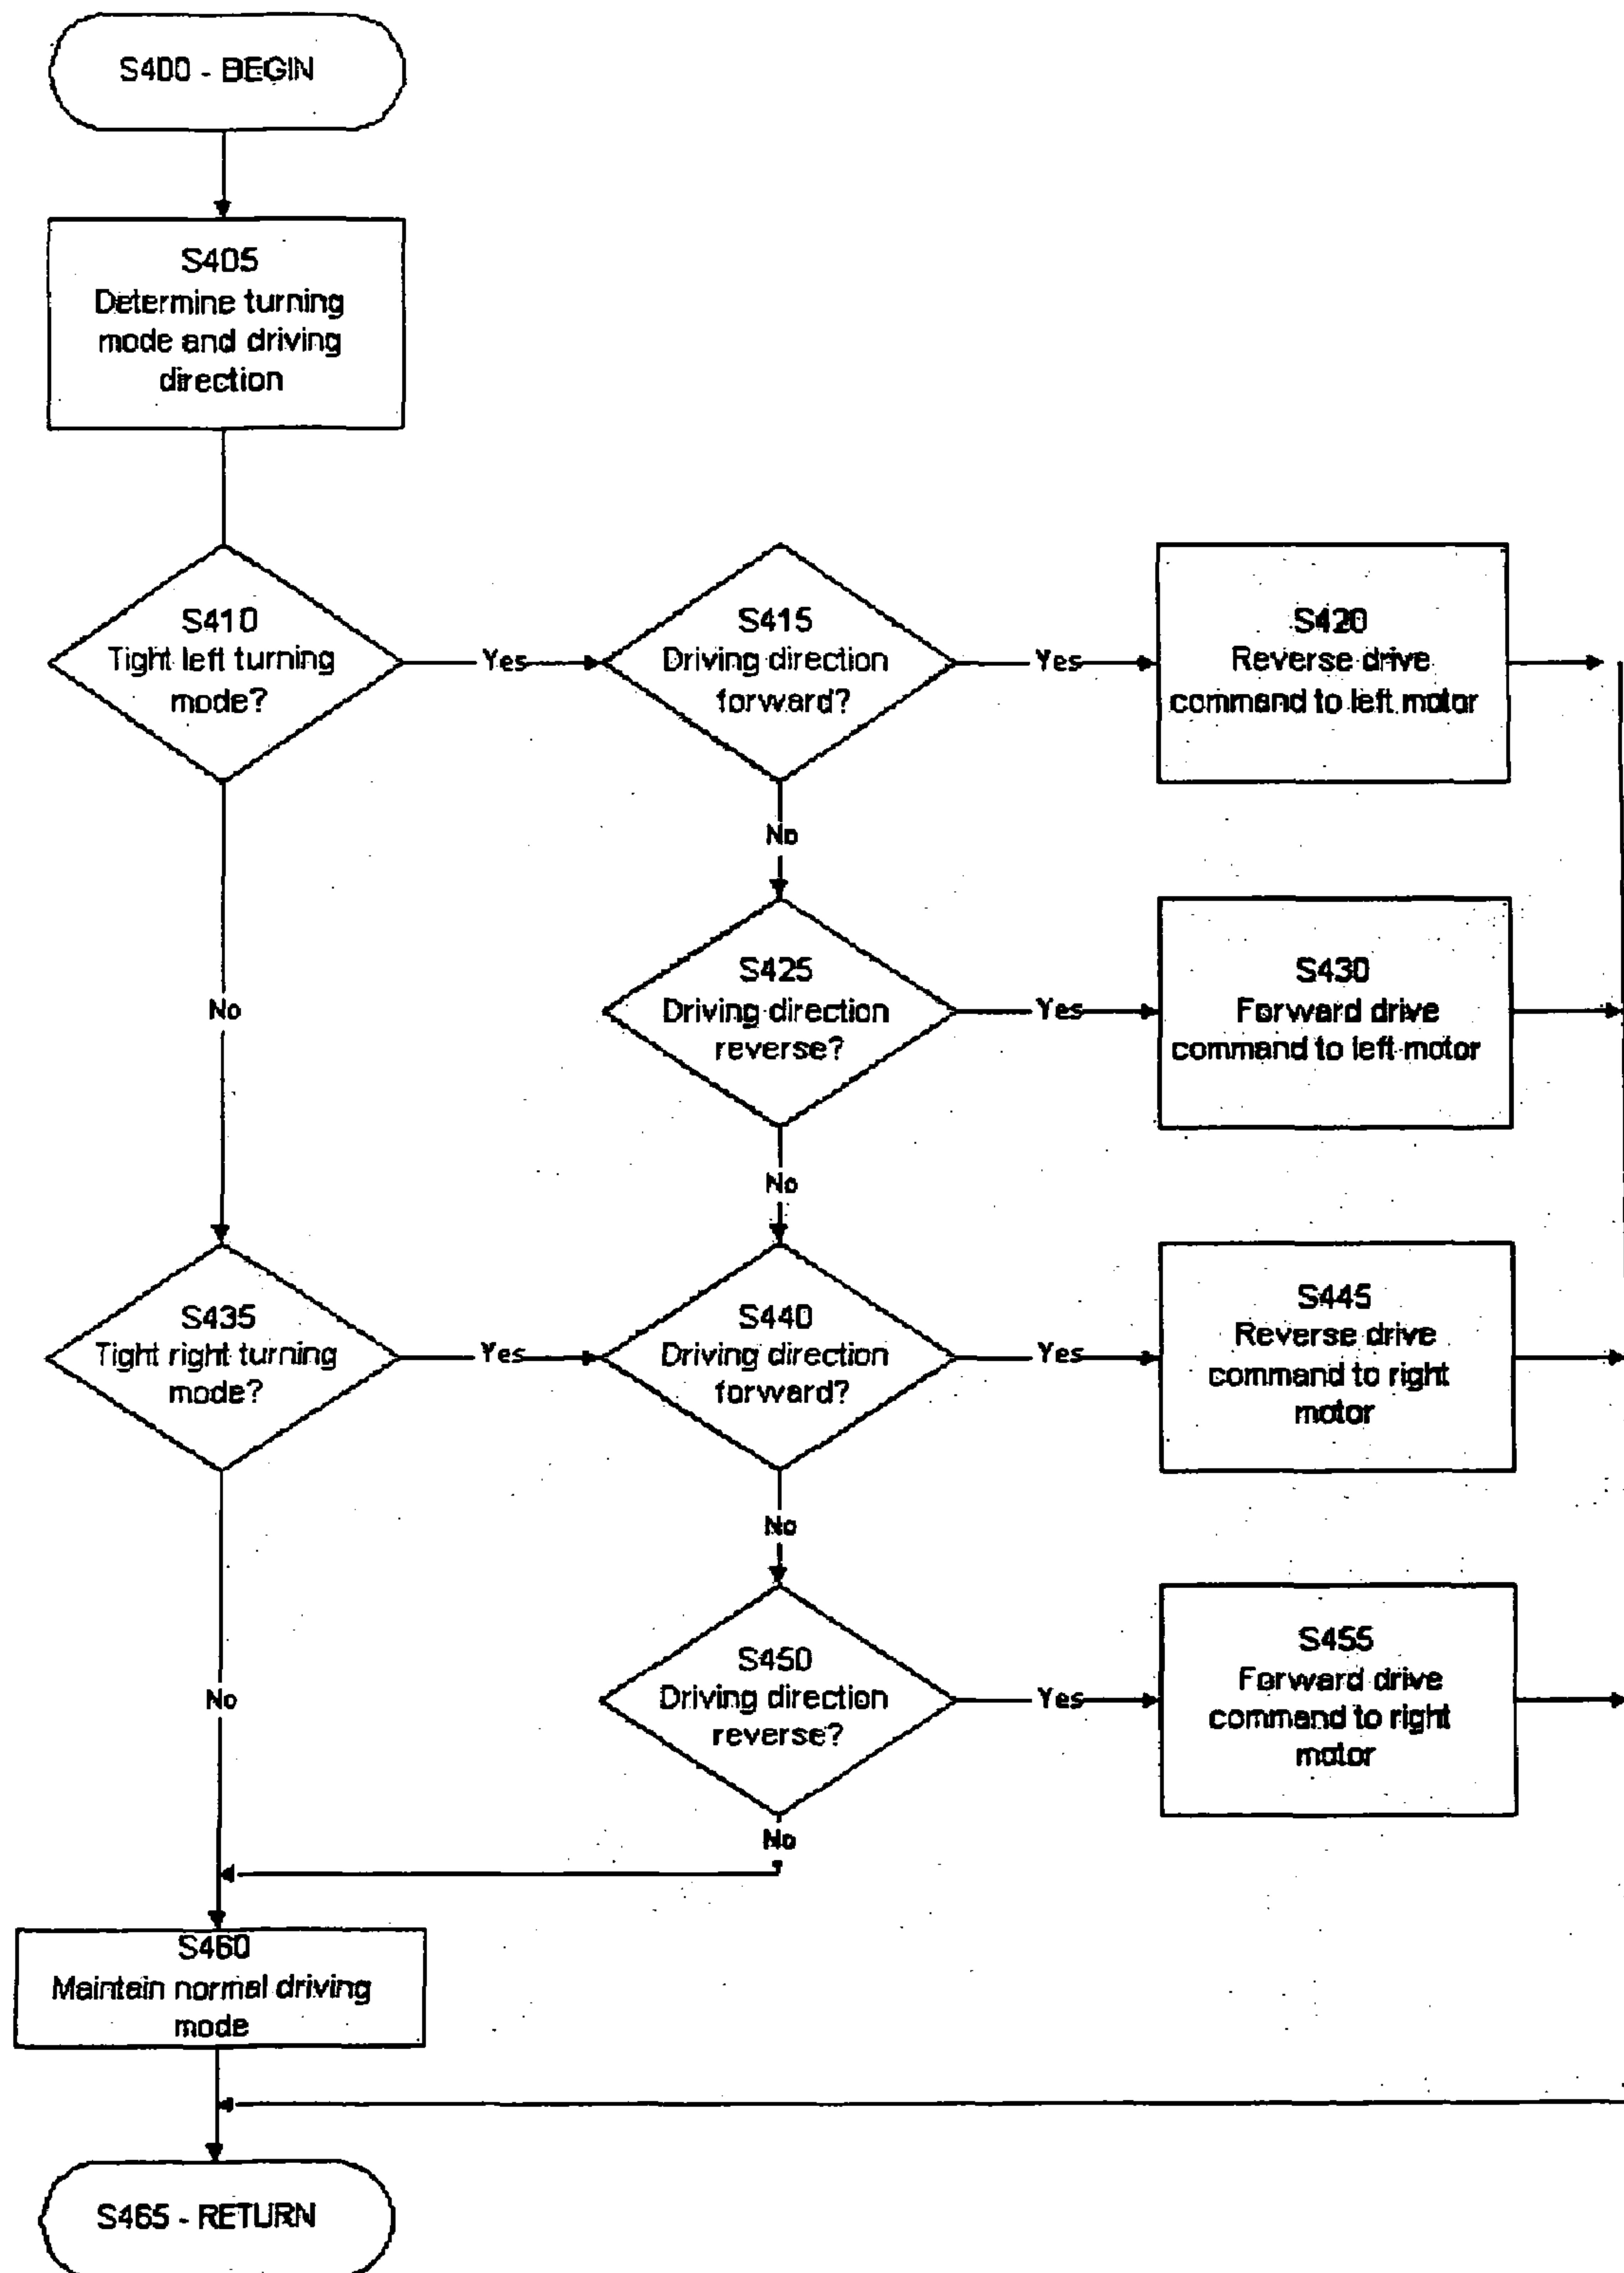 S400 - BEGIN
S405
Determine turning
mode and driving
direction
S410
Tight left turning
mode?
Yes
S415
Driving direction
forward?
Yes
S420
Reverse drive
command to left motor
No
No
S425
Driving direction
reverse?
Yes
S430
Forward drive
command to left motor
No
S435
Tight right turning
mode?
Yes
S440
Driving direction
forward?
Yes
S445
Reverse drive
command to right
motor
No
No
S450
Driving direction
reverse?
Yes
S455
Forward drive
command to right
motor
No
S460
Maintain normal driving
mode
S465 - RETURN